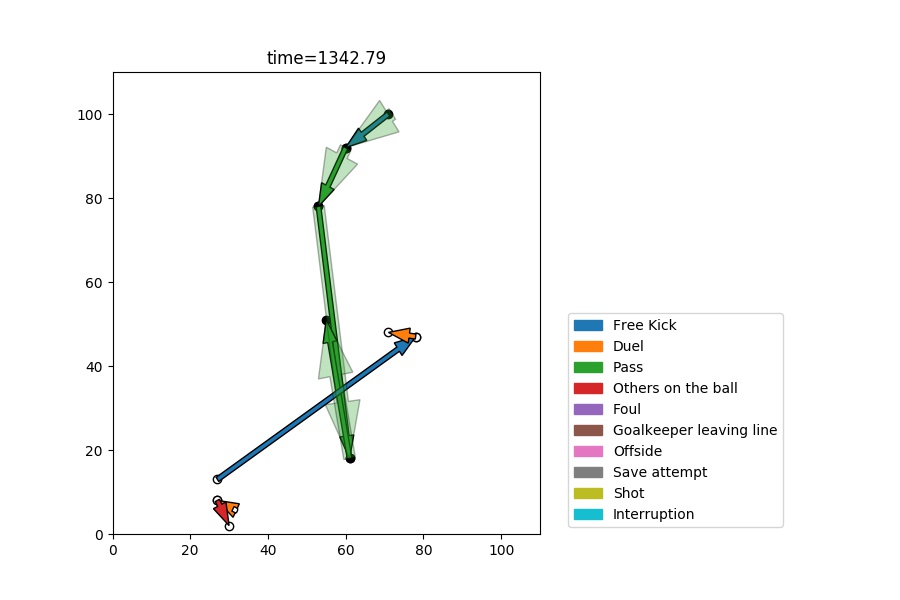 time=1342.79
100
80
60
40
20
0
0 20 40 60 80 100
Free Kick
Duel
Pass
Others on the ball
Foul
Goalkeeper leaving line
Offside
Save attempt
Shot
Interruption